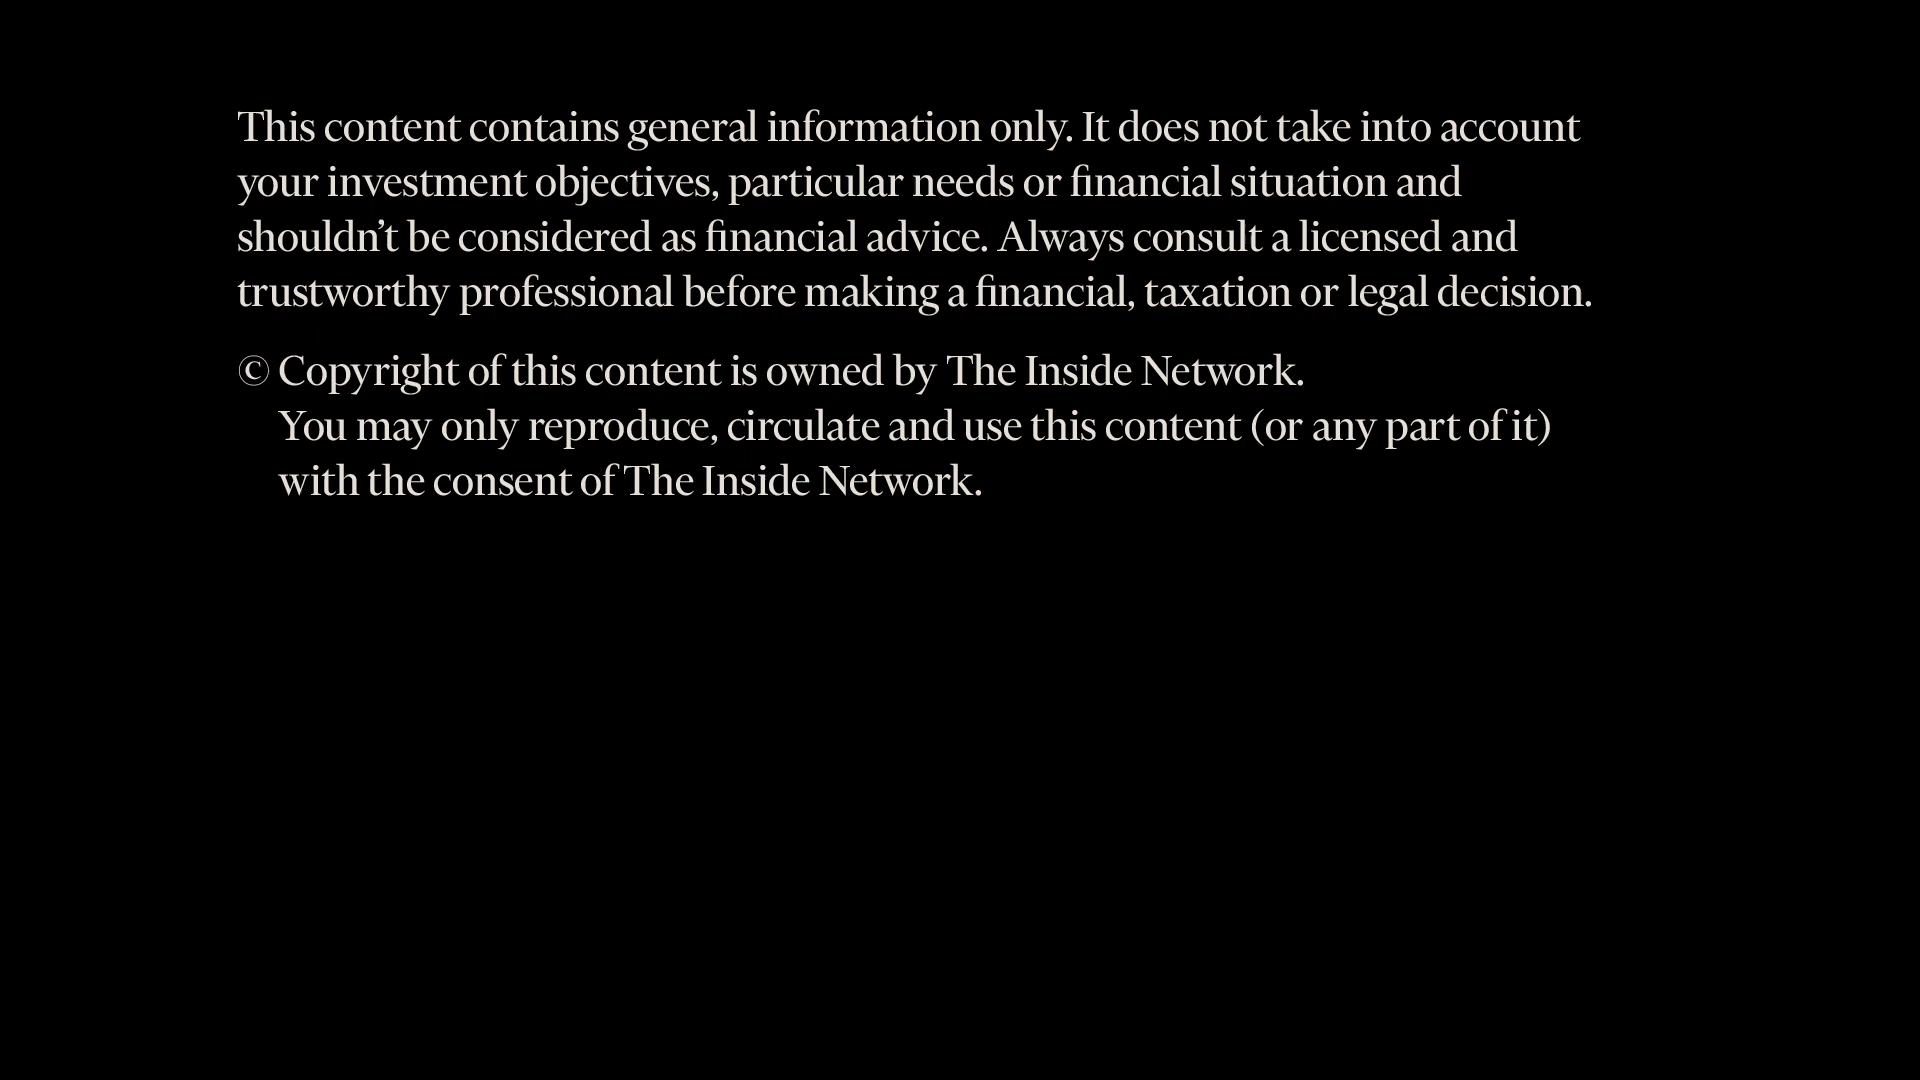 This content contains general information only. It does not take into account
your investment objectives, particular needs or financial situation and
shouldn’t be considered as financial advice. Always consult a licensed and
trustworthy professional before making a financial, taxation or legal decision.
© Copyright of this content is owned by The Inside Network.
You may only reproduce, circulate and use this content (or any part of it)
with the consent of The Inside Network.